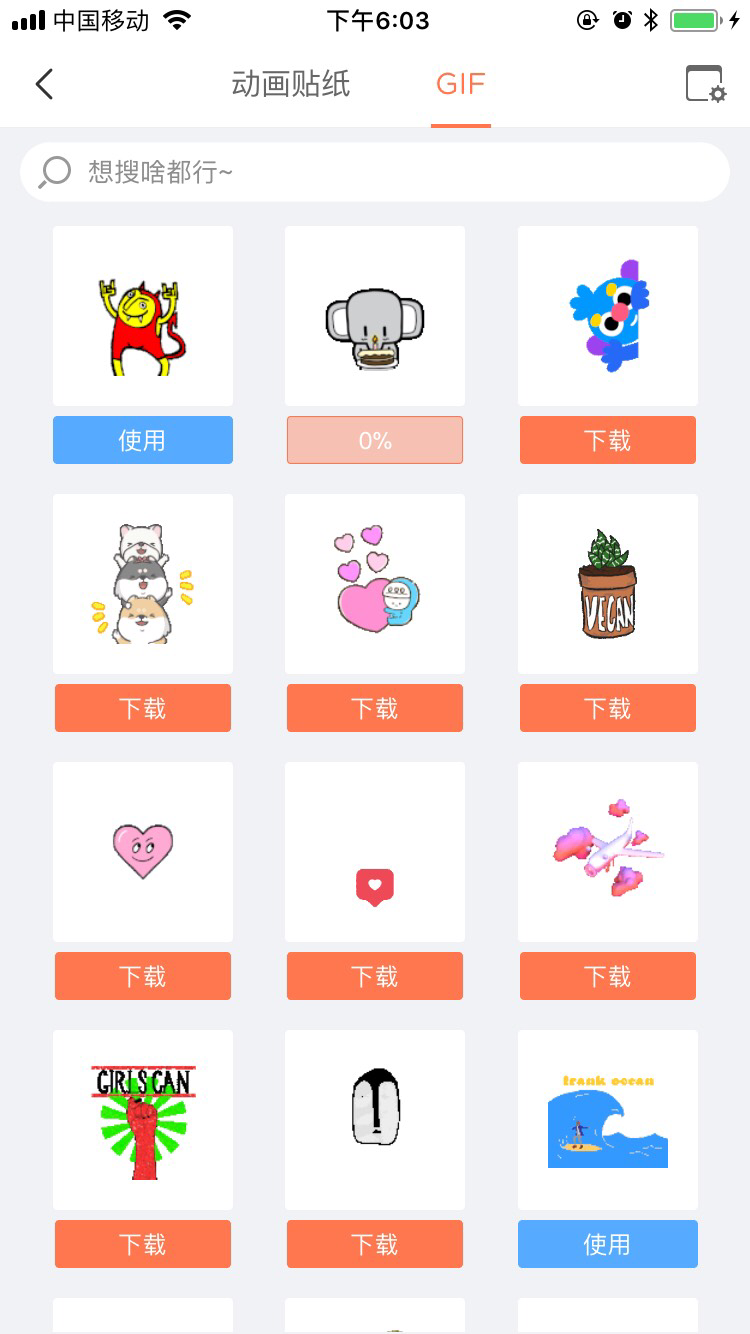 中国移动
下午6:03
动画贴纸
GIF
想搜啥都行~
使用
0%
下载
VEGAN
下载
下载
下载
下载
下载
下载
GIRLS CAN
frank ocean
下载
下载
使用